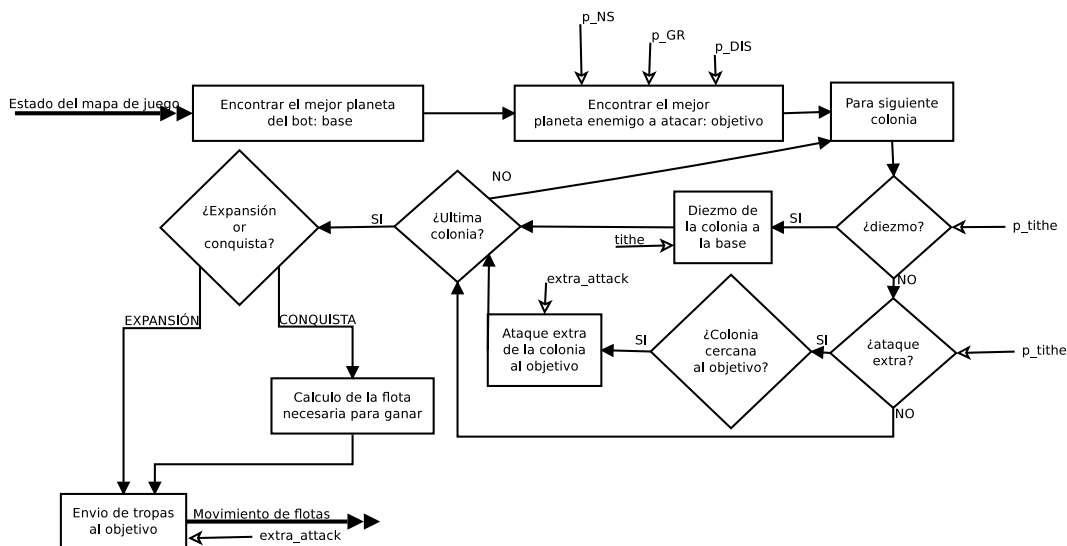 p_NS
p_GR
p_DIS
Estado del mapa de juego
Encontrar el mejor planeta
del bot: base
Encontrar el mejor
planeta enemigo a atacar: objetivo
Para siguiente
colonia
NO
¿Expansión
or
conquista?
SI
¿Ultima
colonia?
Diezmo de
la colonia a
la base
tithe
SI
¿diezmo?
p_tithe
NO
extra_attack
EXPANSIÓN
CONQUISTA
Ataque extra
de la colonia
al objetivo
SI
¿Colonia
cercana
al objetivo?
SI
¿ataque
extra?
p_tithe
NO
Calculo de la flota
necesaria para ganar
Envio de tropas
al objetivo
Movimiento de flotas
extra_attack